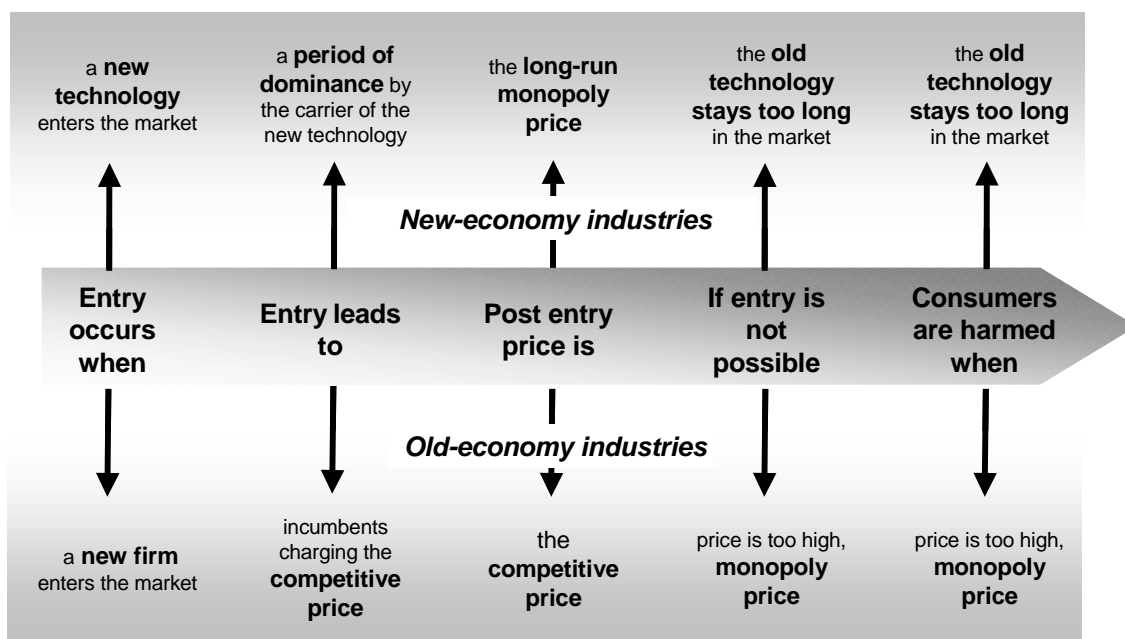 a new
technology
enters the market
a period of
dominance by
the carrier of the
new technology
the long-run
monopoly
price
the old
technology
stays too long
in the market
the old
technology
stays too long
in the market
New-economy industries
Entry
occurs
when
Entry leads
to
Post entry
price is
If entry is
not
possible
Consumers
are harmed
when
Old-economy industries
a new firm
enters the market
incumbents
charging the
competitive
price
the
competitive
price
price is too high,
monopoly
price
price is too high,
monopoly
price